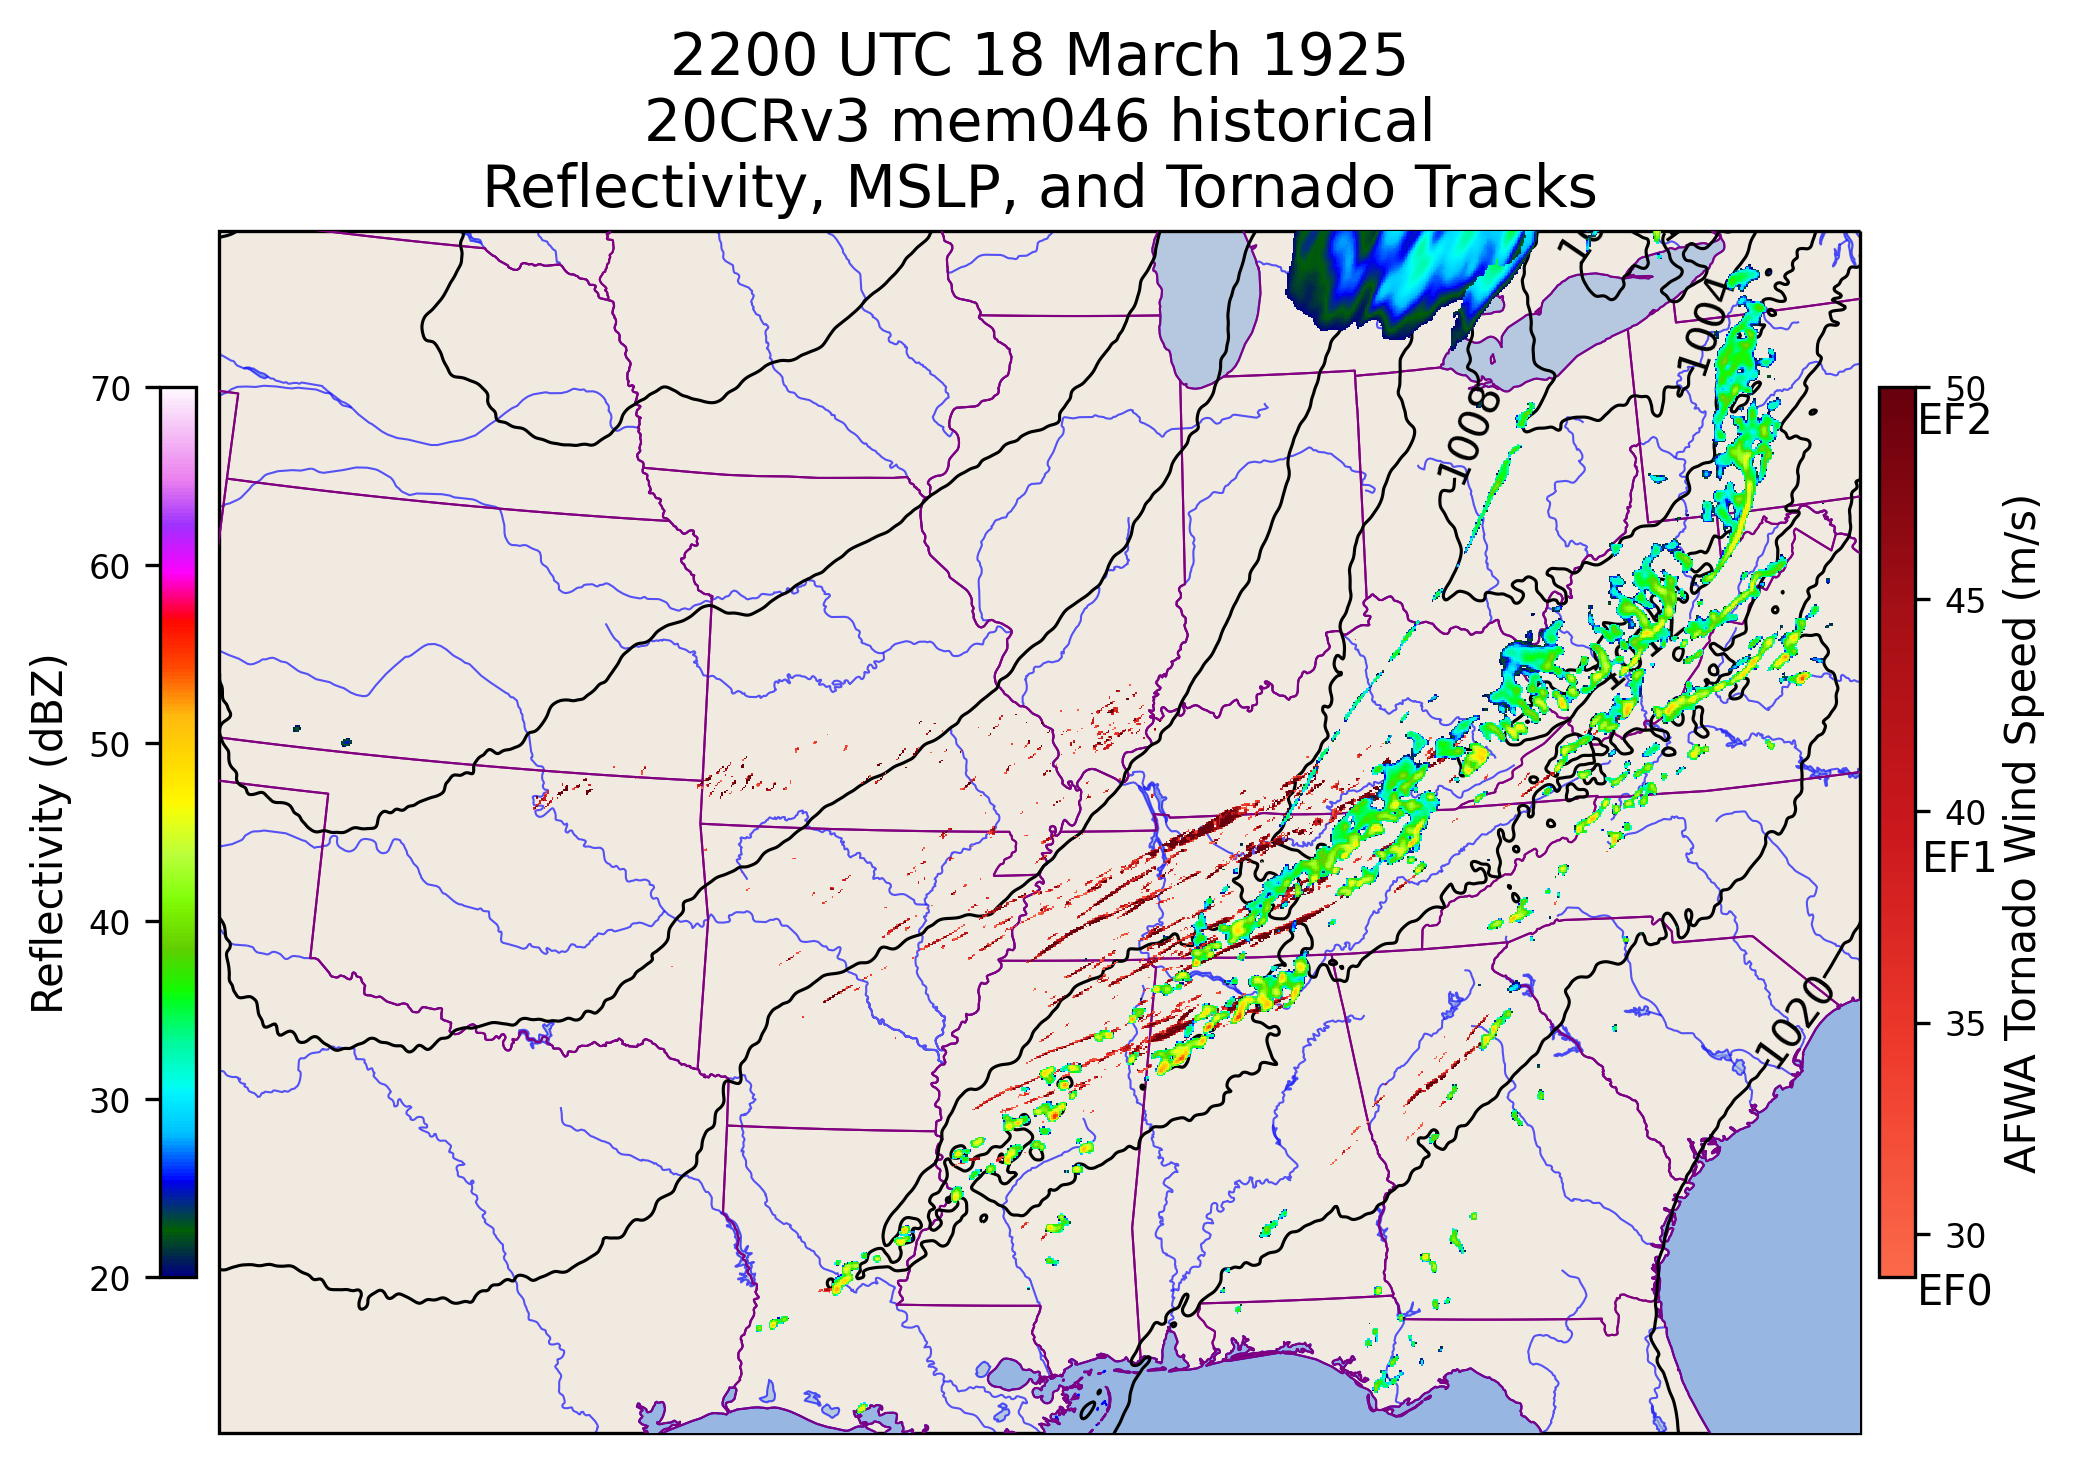 2200 UTC 18 March 1925
20CRv3 mem046 historical
Reflectivity, MSLP, and Tornado Tracks
Reflectivity (dBZ)
70
60
50
40
30
20
1004
1008
1020
50
EF2
45
40
EF1
35
30
EF0
AFWA Tornado Wind Speed (m/s)